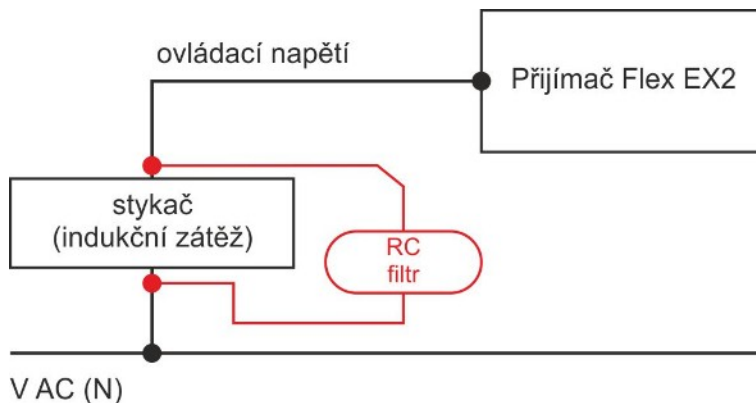 ovládací napětí
Přijímač Flex EX2
stykač
(indukční zátěž)
RC
filtr
V AC (N)